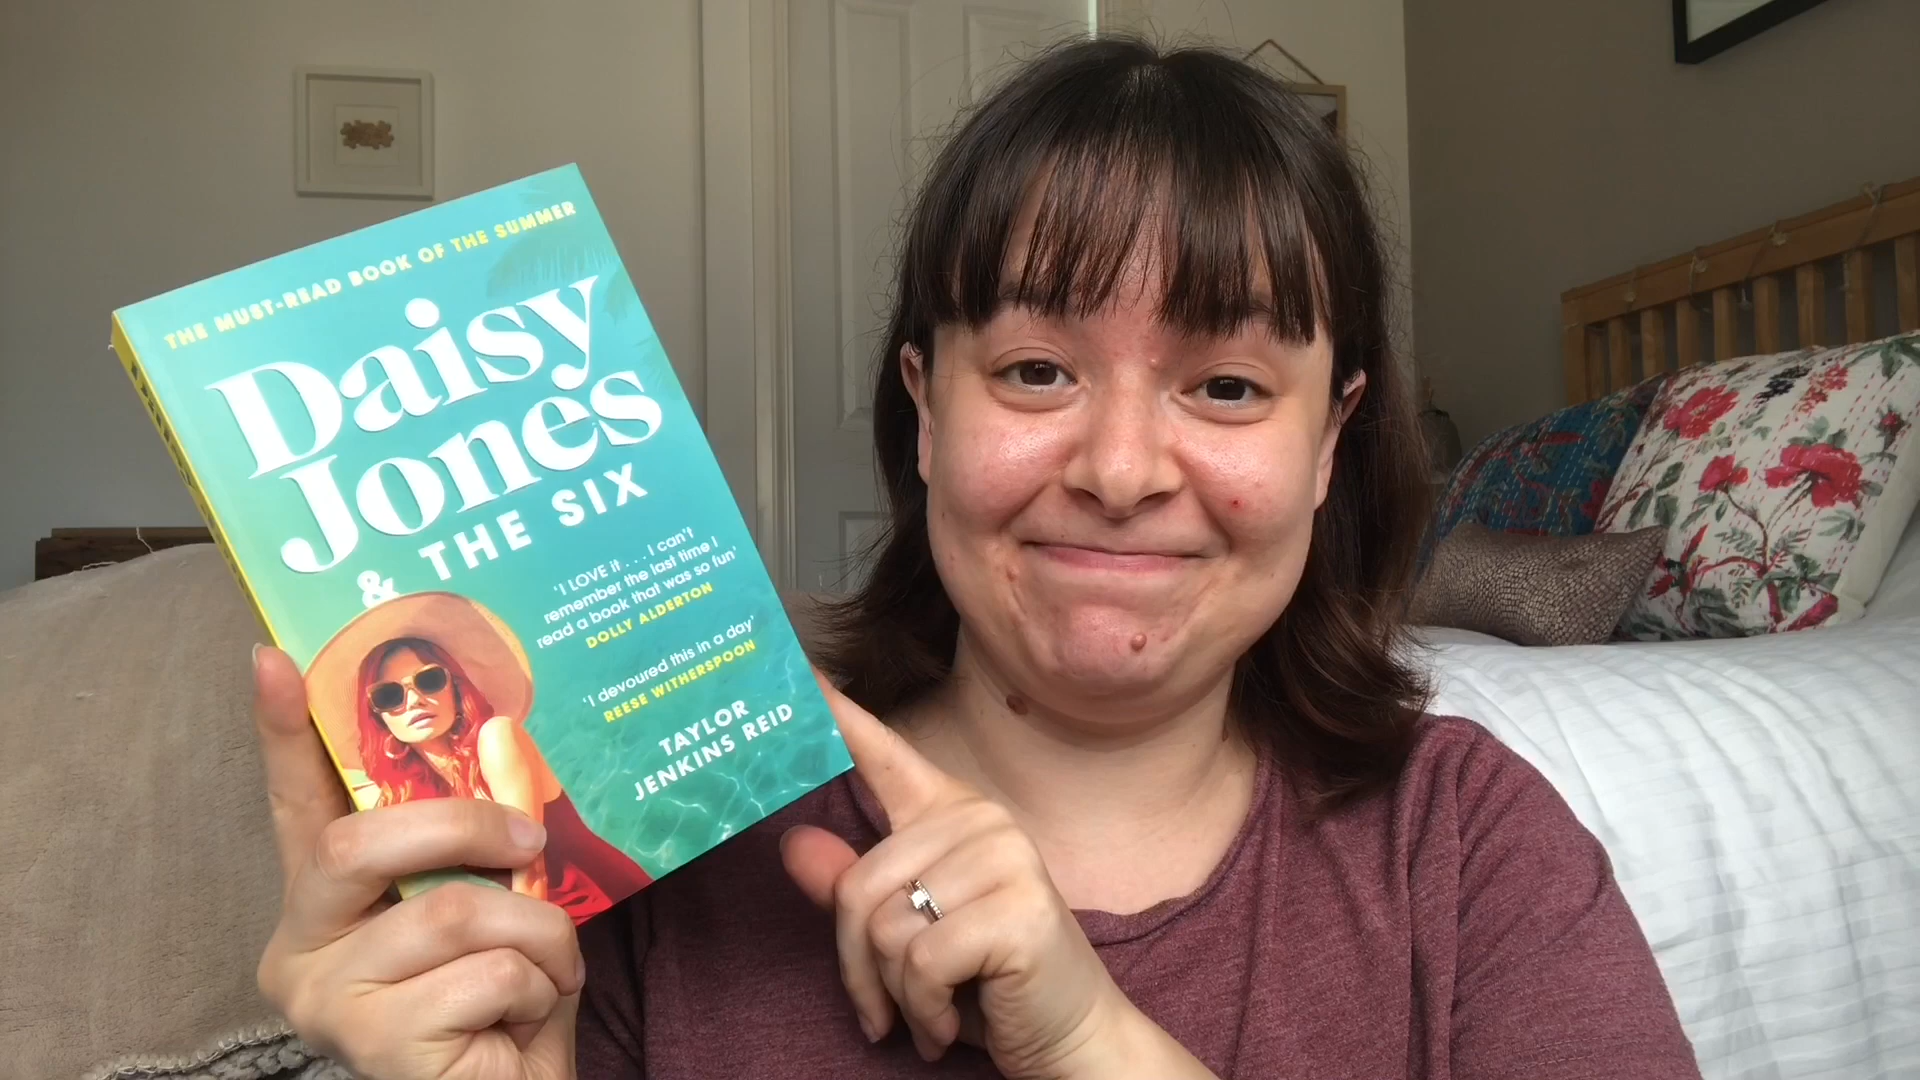 THE MUST-READ BOOK OF THE SUMMER
Daisy
Jones
& THE SIX
'I LOVE it . . . I can't
remember the last time I
read a book that was so fun'
DOLLY ALDERTON
'I devoured this in a day'
REESE WITHERSPOON
TAYLOR
JENKINS REID